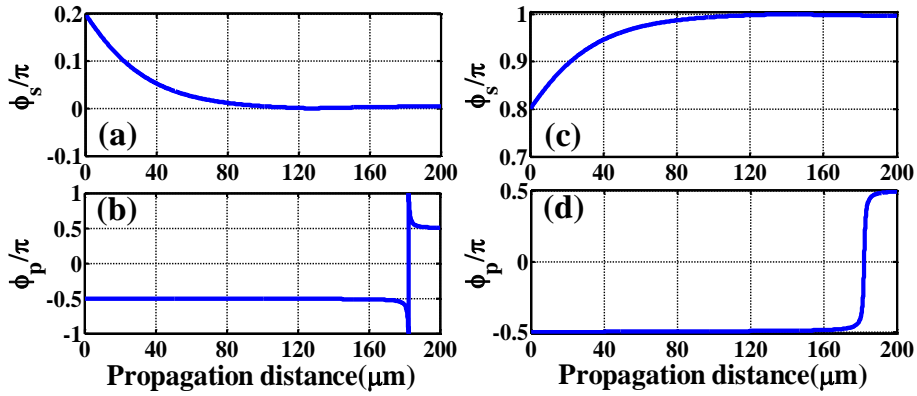 0.2
0.1
0
-0.1
ϕs/π
(a)
0 40 80 120 160 200
1
0.9
0.8
0.7
ϕs/π
(c)
0 40 80 120 160 200
1
0.5
0
-0.5
-1
ϕp/π
(b)
0 40 80 120 160 200
Propagation distance(μm)
0.5
0
-0.5
ϕp/π
(d)
0 40 80 120 160 200
Propagation distance(μm)